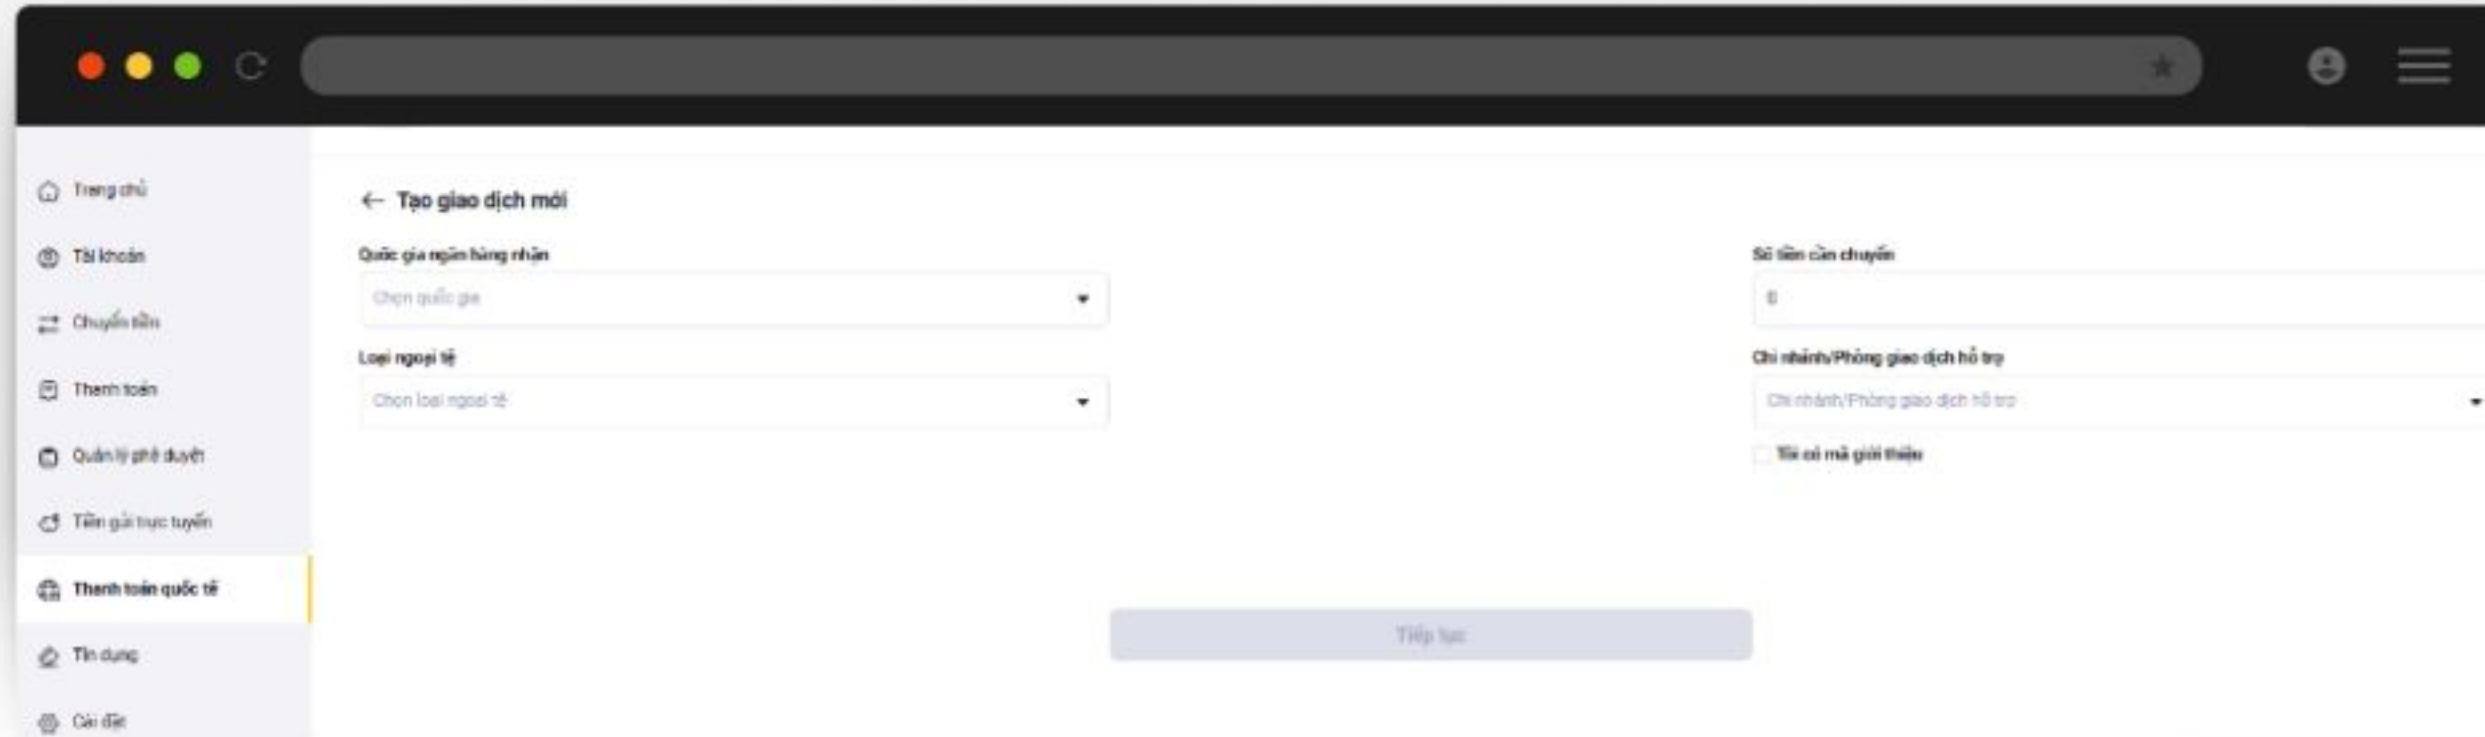 Trang chủ
Tài khoản
Chuyển tiền
Thanh toán
Quản lý phê duyệt
Tiền gửi trực tuyến
Thanh toán quốc tế
Tín dụng
Cài đặt
← Tạo giao dịch mới
Quốc gia ngân hàng nhận
Chọn quốc gia
Số tiền cần chuyển
0
Loại ngoại tệ
Chọn loại ngoại tệ
Chi nhánh/Phòng giao dịch hỗ trợ
Chi nhánh/Phòng giao dịch hỗ trợ
Tôi có mã giới thiệu
Tiếp tục